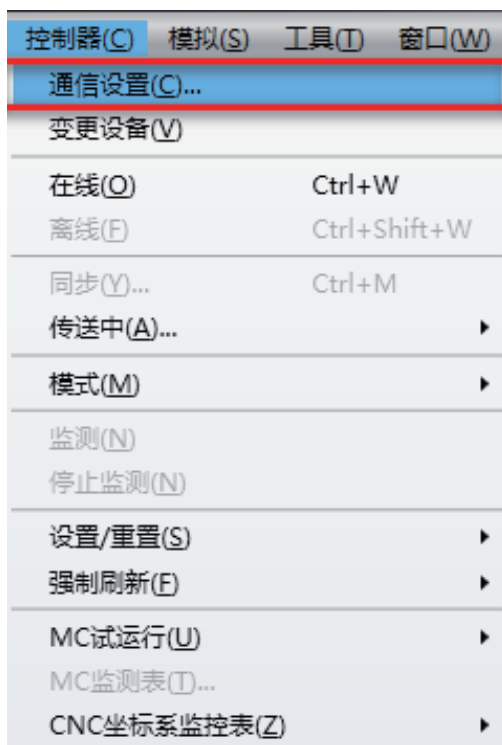 控制器(C) 模拟(S) 工具(T) 窗口(W)
通信设置(C)...
变更设备(V)
在线(O) Ctrl+W
离线(F) Ctrl+Shift+W
同步(Y)... Ctrl+M
传送中(A)...
模式(M)
监测(N)
停止监测(N)
设置/重置(S)
强制刷新(F)
MC试运行(U)
MC监测表(T)...
CNC坐标系监控表(Z)